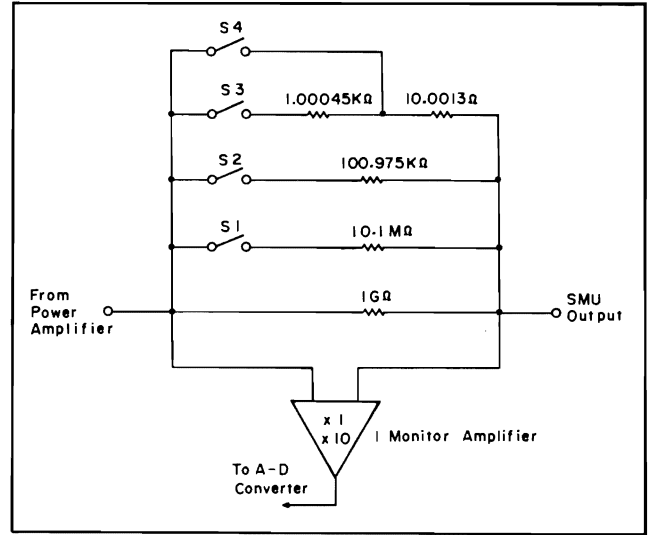 S4
S3
1.00045KΩ
10.0013Ω
S2
100.975KΩ
S1
10.1MΩ
From
Power
Amplifier
1GΩ
SMU
Output
x 1
x10
I Monitor Amplifier
To A-D
Converter